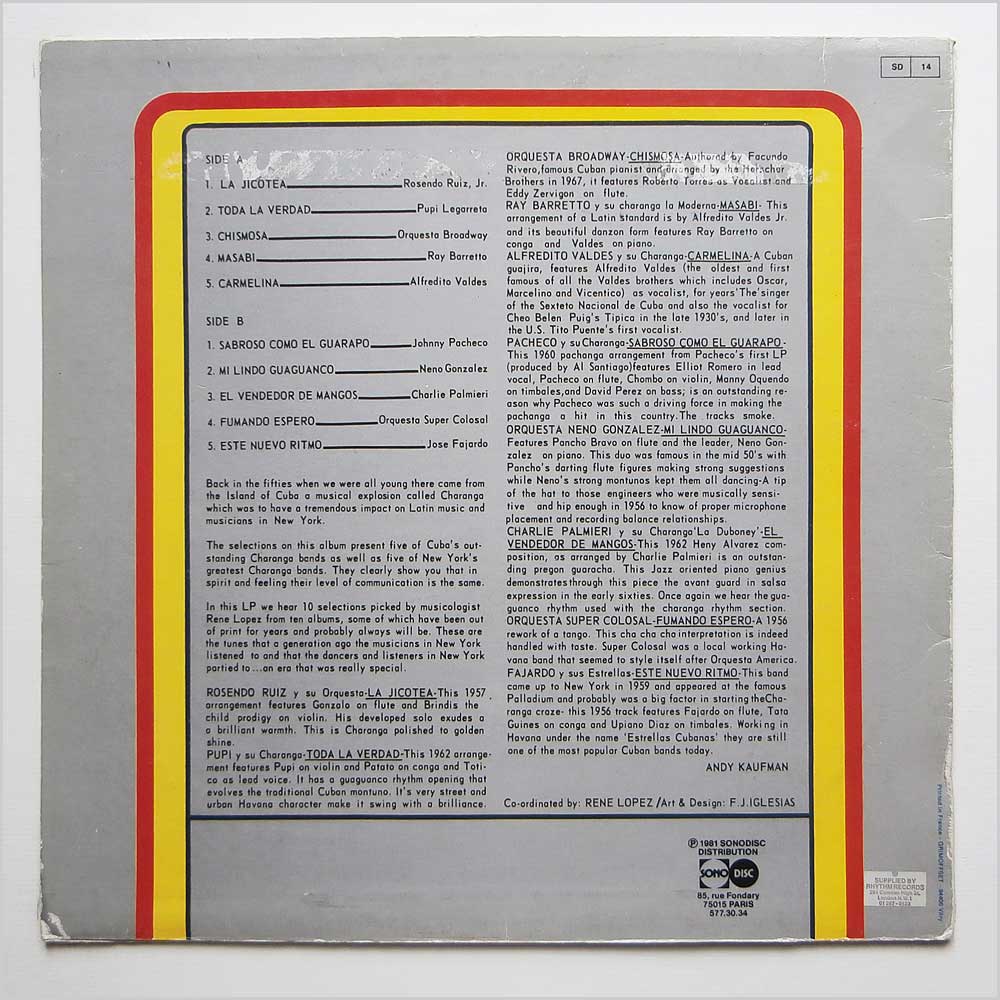 SD 14
SIDE A
1. LA JICOTEA Rosendo Ruiz, Jr.
2. TODA LA VERDAD Pupi Legarreta
3. CHISMOSA Orquesta Broadway
4. MASABI Ray Barretto
5. CARMELINA Alfredito Valdes
SIDE B
1. SABROSO COMO EL GUARAPO Johnny Pacheco
2. MI LINDO GUAGUANCO Neno Gonzalez
3. EL VENDEDOR DE MANGOS Charlie Palmieri
4. FUMANDO ESPERO Orquesta Super Colosal
5. ESTE NUEVO RITMO Jose Fajardo
Back in the fifties when we were all young there came from
the Island of Cuba a musical explosion called Charanga
which was to have a tremendous impact on Latin music and
musicians in New York.
The selections on this album present five of Cuba's out-
standing Charanga bands as well as five of New York's
greatest Charanga bands. They clearly show you that in
spirit and feeling their level of communication is the same.
In this LP we hear 10 selections picked by musicologist
Rene Lopez from ten albums, some of which have been out
of print for years and probably always will be. These are
the tunes that a generation ago the musicians in New York
listened to and that the dancers and listeners in New York
partied to...an era that was really special.
ROSENDO RUIZ y su Orquesta-LA JICOTEA-This 1957
arrangement features Gonzalo on flute and Brindis the
child prodigy on violin. His developed solo exudes a
a brilliant warmth. This is Charanga polished to golden
shine.
PUPI y su Charanga-TODA LA VERDAD-This 1962 arrange-
ment features Pupi on violin and Patato on conga and Toti-
co as lead voice. It has a guaguanco rhythm opening that
evolves the traditional Cuban montuno. It's very street and
urban Havana character make it swing with a brilliance.
ORQUESTA BROADWAY-CHISMOSA-Authored by Facundo
Rivero,famous Cuban pianist and arranged by the
Brothers in 1967, it features Roberto Torres as Vocalist and
Eddy Zervigon on flute.
RAY BARRETTO y su charanga la Moderna-MASABI- This
arrangement of a Latin standard is by Alfredito Valdes Jr.
and its beautiful danzon form features Ray Barretto on
conga and Valdes on piano.
ALFREDITO VALDES y su Charanga-CARMELINA-A Cuban
guajira, features Alfredito Valdes (the oldest and first
famous of all the Valdes brothers which includes Oscar,
Marcelino and Vicentico) as vocalist, for years'The'singer
of the Sexteto Nacional de Cuba and also the vocalist for
Cheo Belen Puig's Tipica in the late 1930's, and later in
the U.S. Tito Puente's first vocalist.
PACHECO y su Charanga-SABROSO COMO EL GUARAPO-
This 1960 pachanga arrangement from Pacheco's first LP
(produced by Al Santiago)features Elliot Romero in lead
vocal, Pacheco on flute, Chombo on violin, Manny Oquendo
on timbales,and David Perez on bass; is an outstanding re-
ason why Pacheco was such a driving force in making the
pachanga a hit in this country.The tracks smoke.
ORQUESTA NENO GONZALEZ-MI LINDO GUAGUANCO-
Features Pancho Bravo on flute and the leader, Neno Gon-
zalez on piano. This duo was famous in the mid 50's with
Pancho's darting flute figures making strong suggestions
while Neno's strong montunos kept them all dancing-A tip
of the hat to those engineers who were musically sensi-
tive and hip enough in 1956 to know of proper microphone
placement and recording balance relationships.
CHARLIE PALMIERI y su Charanga'La Duboney'-EL
VENDEDOR DE MANGOS-This 1962 Heny Alvarez com-
position, as arranged by Charlie Palmieri is an outstan-
ding pregon guaracha. This Jazz oriented piano genius
demonstrates through this piece the avant guard in salsa
expression in the early sixties. Once again we hear the gua-
guanco rhythm used with the charanga rhythm section.
ORQUESTA SUPER COLOSAL-FUMANDO ESPERO-A 1956
rework of a tango. This cha cha cha interpretation is indeed
handled with taste. Super Colosal was a local working Ha-
vana band that seemed to style itself after Orquesta America.
FAJARDO y sus Estrellas-ESTE NUEVO RITMO-This band
came up to New York in 1959 and appeared at the famous
Palladium and probably was a big factor in starting the Cha-
ranga craze- this 1956 track features Fajardo on flute, Tata
Guines on conga and Upiano Diaz on timbales. Working in
Havana under the name 'Estrellas Cubanas' they are still
one of the most popular Cuban bands today.
ANDY KAUFMAN
Co-ordinated by: RENE LOPEZ/Art & Design: F.J.IGLESIAS
℗ 1981 SONODISC
DISTRIBUTION
SONO DISC
85, rue Fondary
75015 PARIS
577.30.34
Printed in France -
SUPPLIED BY
RHYTHM RECORDS
London N.W.1